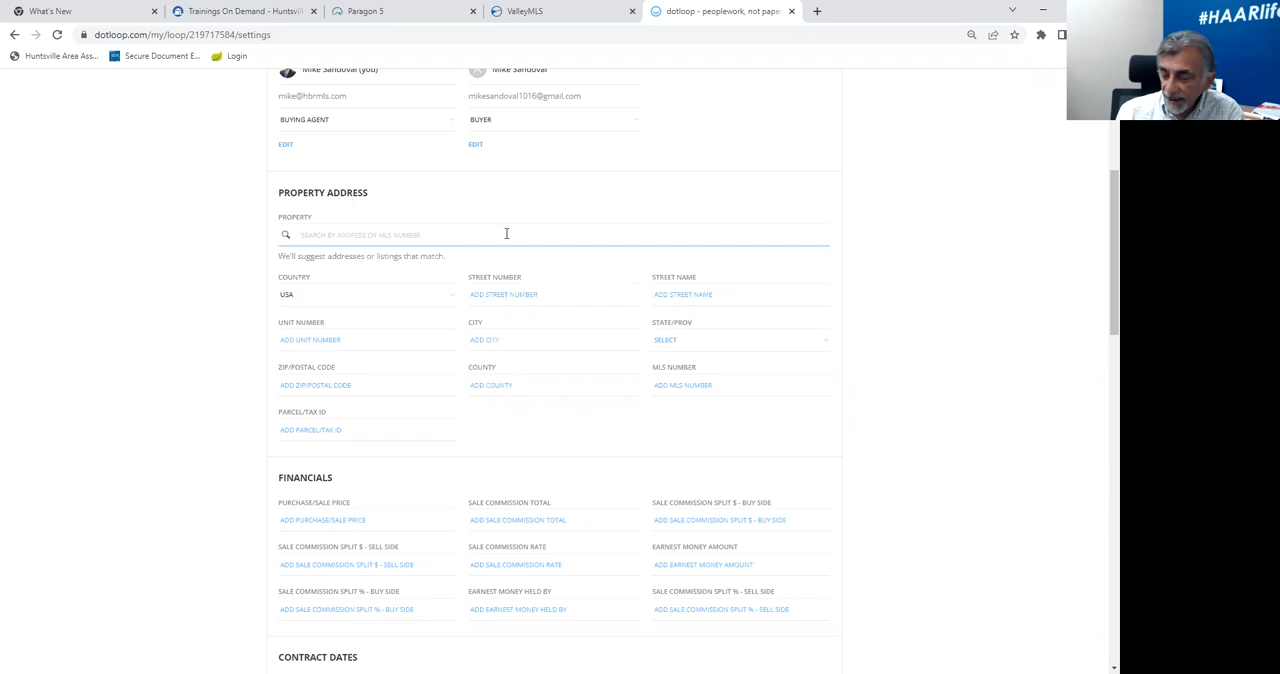 What's New
Trainings On Demand - Huntsvill
Paragon 5
ValleyMLS
dotloop - peoplework, not pape
dotloop.com/my/loop/219717584/settings
Huntsville Area Ass...
Secure Document E...
Login
#HAARlife
Mike Sandoval (you)
Mike Sandoval
mike@hbrmls.com
mikesandoval1016@gmail.com
BUYING AGENT
BUYER
EDIT
EDIT
PROPERTY ADDRESS
PROPERTY
SEARCH BY ADDRESS OR MLS NUMBER
We'll suggest addresses or listings that match.
COUNTRY
STREET NUMBER
STREET NAME
USA
ADD STREET NUMBER
ADD STREET NAME
UNIT NUMBER
CITY
STATE/PROV
ADD UNIT NUMBER
ADD CITY
SELECT
ZIP/POSTAL CODE
COUNTY
MLS NUMBER
ADD ZIP/POSTAL CODE
ADD COUNTY
ADD MLS NUMBER
PARCEL/TAX ID
ADD PARCEL/TAX ID
FINANCIALS
PURCHASE/SALE PRICE
SALE COMMISSION TOTAL
SALE COMMISSION SPLIT $ - BUY SIDE
ADD PURCHASE/SALE PRICE
ADD SALE COMMISSION TOTAL
ADD SALE COMMISSION SPLIT $ - BUY SIDE
SALE COMMISSION SPLIT $ - SELL SIDE
SALE COMMISSION RATE
EARNEST MONEY AMOUNT
ADD SALE COMMISSION SPLIT $ - SELL SIDE
ADD SALE COMMISSION RATE
ADD EARNEST MONEY AMOUNT
SALE COMMISSION SPLIT % - BUY SIDE
EARNEST MONEY HELD BY
SALE COMMISSION SPLIT % - SELL SIDE
ADD SALE COMMISSION SPLIT % - BUY SIDE
ADD EARNEST MONEY HELD BY
ADD SALE COMMISSION SPLIT % - SELL SIDE
CONTRACT DATES